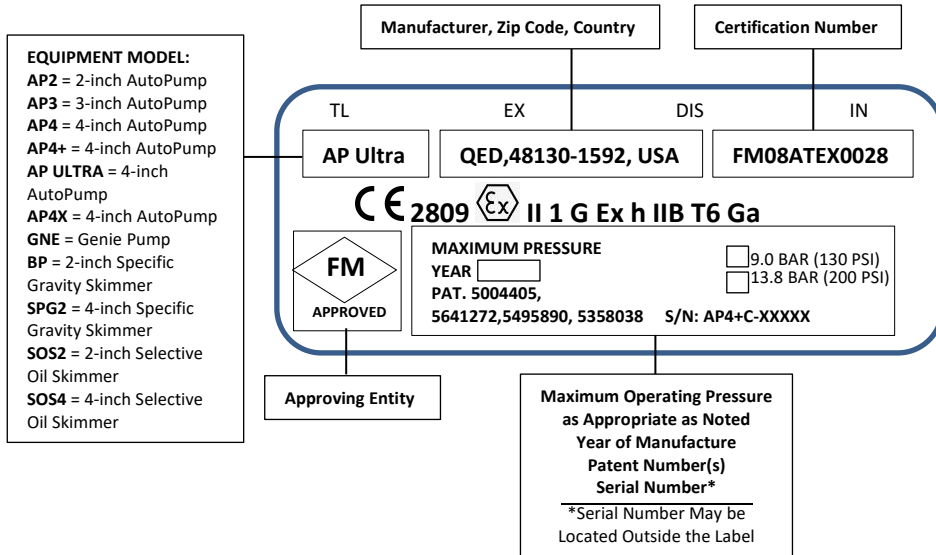 Manufacturer, Zip Code, Country
Certification Number
EQUIPMENT MODEL:
AP2 = 2-inch AutoPump
AP3 = 3-inch AutoPump
AP4 = 4-inch AutoPump
AP4+ = 4-inch AutoPump
AP ULTRA = 4-inch
AutoPump
AP4X = 4-inch AutoPump
GNE = Genie Pump
BP = 2-inch Specific
Gravity Skimmer
SPG2 = 4-inch Specific
Gravity Skimmer
SOS2 = 2-inch Selective
Oil Skimmer
SOS4 = 4-inch Selective
Oil Skimmer
TL EX DIS IN
AP Ultra
QED,48130-1592, USA
FM08ATEX0028
CE 2809 Ex II 1 G Ex h IIB T6 Ga
FM
APPROVED
MAXIMUM PRESSURE
YEAR
PAT. 5004405,
5641272,5495890, 5358038 S/N: AP4+C-XXXXX
9.0 BAR (130 PSI)
13.8 BAR (200 PSI)
Approving Entity
Maximum Operating Pressure
as Appropriate as Noted
Year of Manufacture
Patent Number(s)
Serial Number*
*Serial Number May be
Located Outside the Label